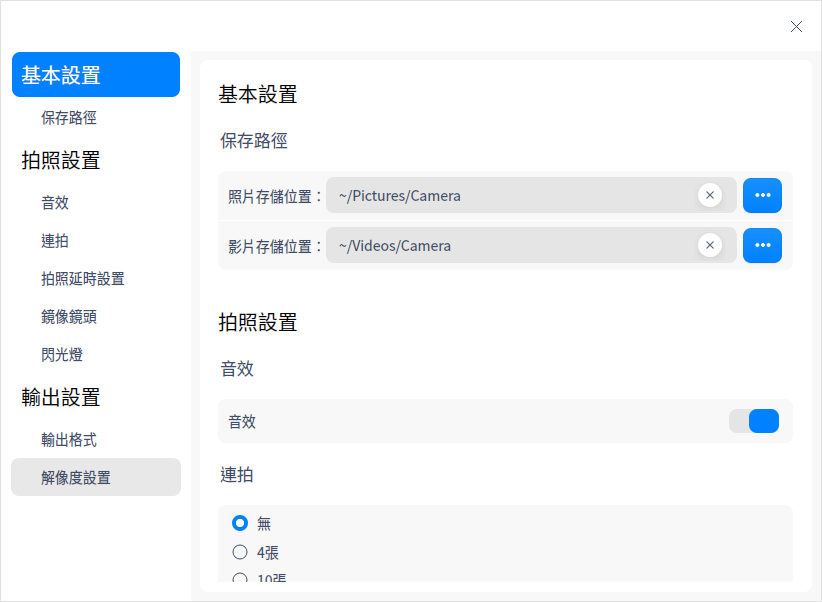 基本設置
保存路徑
拍照設置
音效
連拍
拍照延時設置
鏡像鏡頭
閃光燈
輸出設置
輸出格式
解像度設置
基本設置
保存路徑
照片存儲位置：
~/Pictures/Camera
影片存儲位置：
~/Videos/Camera
拍照設置
音效
音效
連拍
無
4張
10張